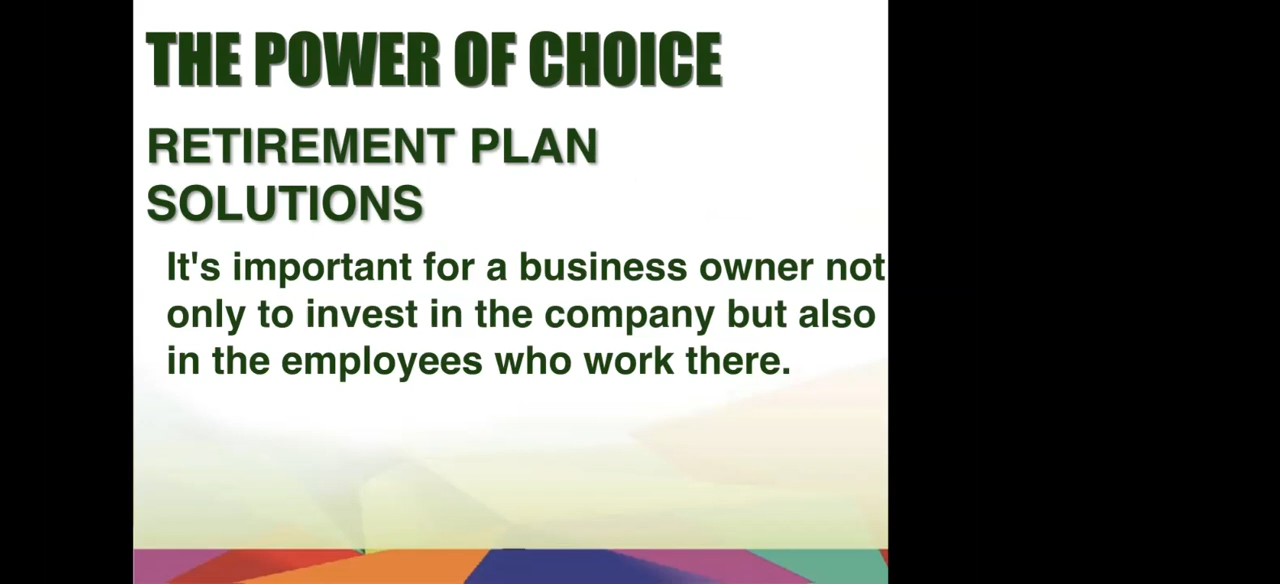 THE POWER OF CHOICE
RETIREMENT PLAN
SOLUTIONS
It's important for a business owner not
only to invest in the company but also
in the employees who work there.